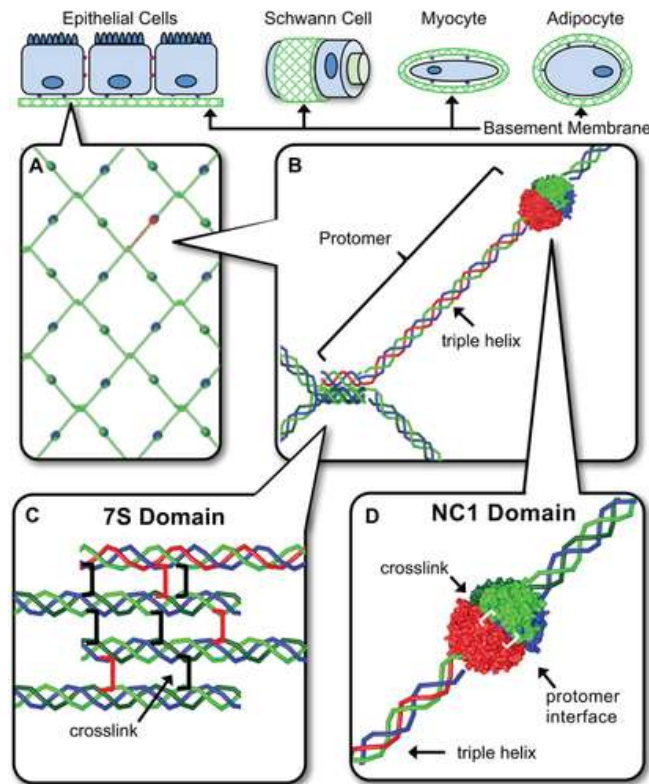 Epithelial Cells
Schwann Cell
Myocyte
Adipocyte
Basement Membrane
A
B
Protomer
triple helix
C
7S Domain
crosslink
D
NC1 Domain
crosslink
protomer
interface
triple helix